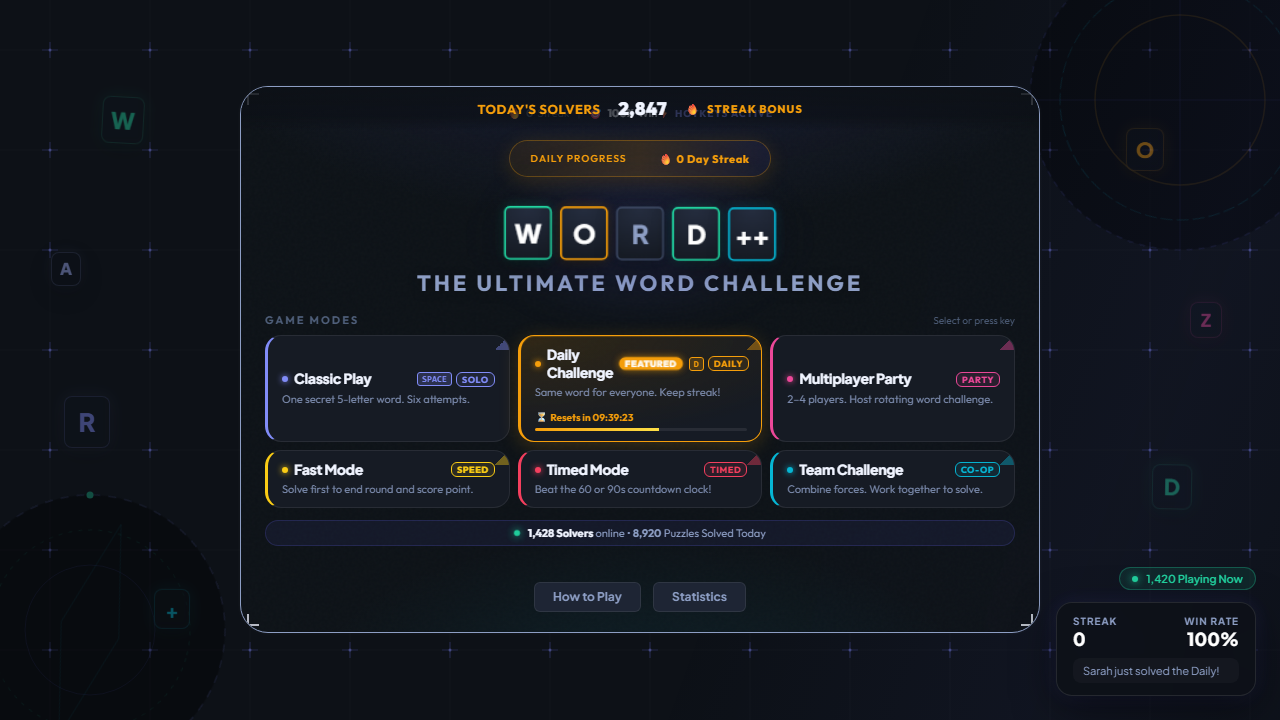 TODAY'S SOLVERS 2,847 🔥 STREAK BONUS
HOTKEYS ACTIVE
DAILY PROGRESS 🔥 0 Day Streak
W O R D ++
THE ULTIMATE WORD CHALLENGE
GAME MODES Select or press key
Classic Play SPACE SOLO
One secret 5-letter word. Six attempts.
Daily Challenge FEATURED D DAILY
Same word for everyone. Keep streak!
⏳ Resets in 09:39:23
Multiplayer Party PARTY
2–4 players. Host rotating word challenge.
Fast Mode SPEED
Solve first to end round and score point.
Timed Mode TIMED
Beat the 60 or 90s countdown clock!
Team Challenge CO-OP
Combine forces. Work together to solve.
1,428 Solvers online • 8,920 Puzzles Solved Today
How to Play Statistics
W
A
R
+
O
Z
D
1,420 Playing Now
STREAK WIN RATE
0 100%
Sarah just solved the Daily!